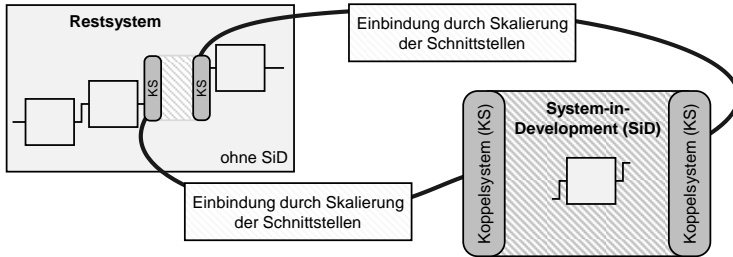 Restsystem
KS
KS
ohne SiD
Einbindung durch Skalierung
der Schnittstellen
Einbindung durch Skalierung
der Schnittstellen
Koppelsystem (KS)
System-in-
Development (SiD)
Koppelsystem (KS)